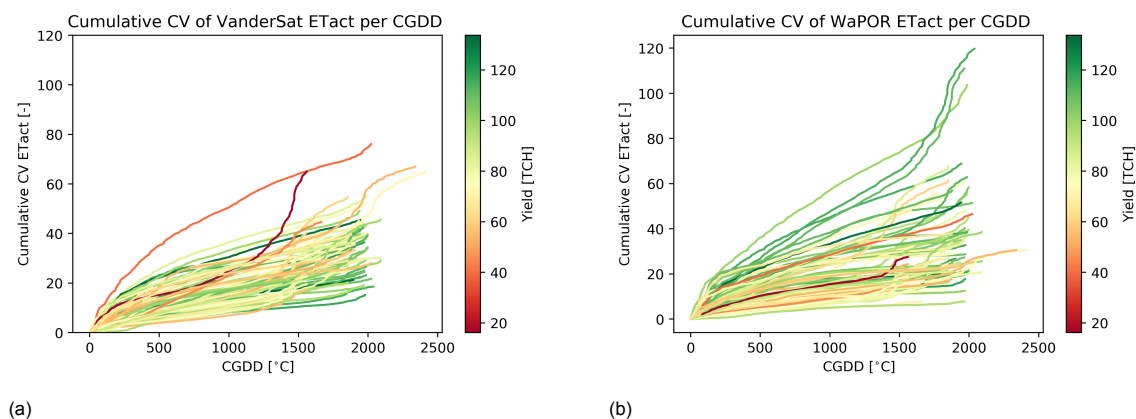 Cumulative CV of VanderSat ETact per CGDD
120
100
80
60
40
20
0
Cumulative CV ETact [-]
0 500 1000 1500 2000 2500
CGDD [°C]
120
100
80
60
40
20
Yield [TCH]
(a)
Cumulative CV of WaPOR ETact per CGDD
120
100
80
60
40
20
0
Cumulative CV ETact [-]
0 500 1000 1500 2000 2500
CGDD [°C]
120
100
80
60
40
20
Yield [TCH]
(b)